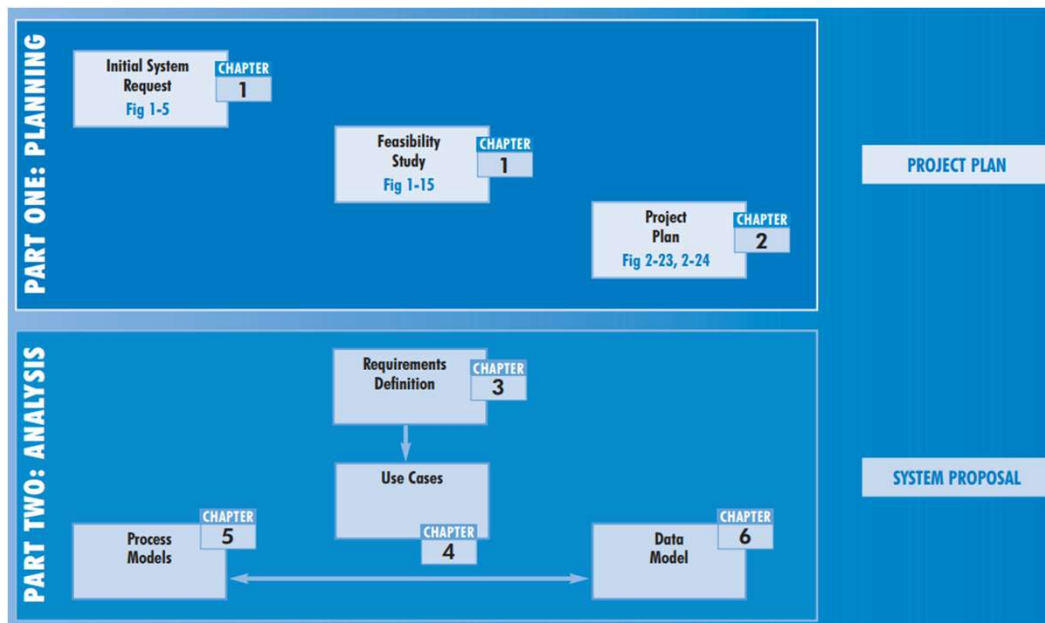 PART ONE: PLANNING
Initial System
Request
Fig 1-5
CHAPTER
1
Feasibility
Study
Fig 1-15
CHAPTER
1
Project
Plan
Fig 2-23, 2-24
CHAPTER
2
PROJECT PLAN
PART TWO: ANALYSIS
Requirements
Definition
CHAPTER
3
Use Cases
CHAPTER
4
Process
Models
CHAPTER
5
Data
Model
CHAPTER
6
SYSTEM PROPOSAL